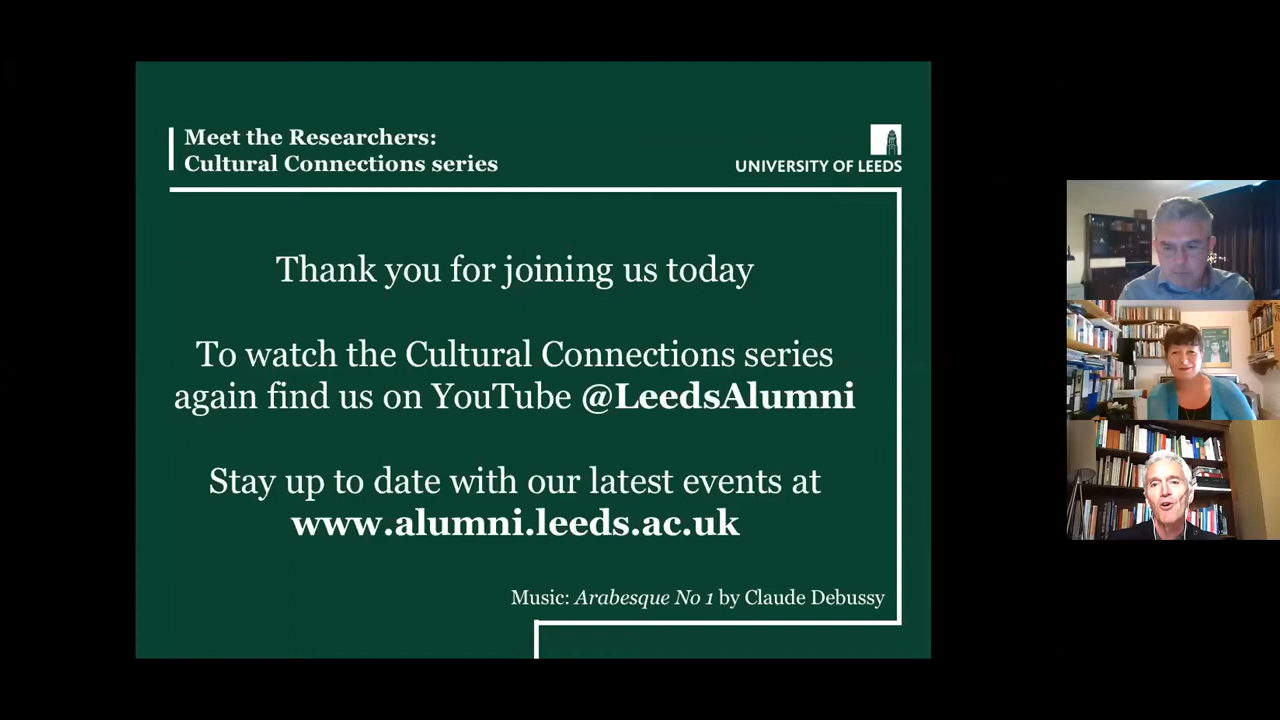 Meet the Researchers:
Cultural Connections series
UNIVERSITY OF LEEDS
Thank you for joining us today
To watch the Cultural Connections series
again find us on YouTube @LeedsAlumni
Stay up to date with our latest events at
www.alumni.leeds.ac.uk
Music: Arabesque No 1 by Claude Debussy